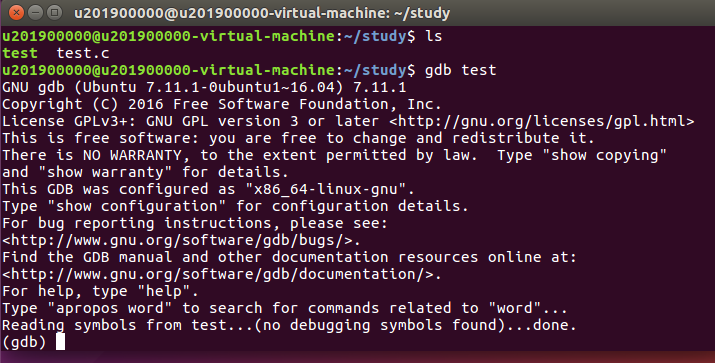 u201900000@u201900000-virtual-machine: ~/study
u201900000@u201900000-virtual-machine:~/study$ ls
test  test.c
u201900000@u201900000-virtual-machine:~/study$ gdb test
GNU gdb (Ubuntu 7.11.1-0ubuntu1~16.04) 7.11.1
Copyright (C) 2016 Free Software Foundation, Inc.
License GPLv3+: GNU GPL version 3 or later <http://gnu.org/licenses/gpl.html>
This is free software: you are free to change and redistribute it.
There is NO WARRANTY, to the extent permitted by law.  Type "show copying"
and "show warranty" for details.
This GDB was configured as "x86_64-linux-gnu".
Type "show configuration" for configuration details.
For bug reporting instructions, please see:
<http://www.gnu.org/software/gdb/bugs/>.
Find the GDB manual and other documentation resources online at:
<http://www.gnu.org/software/gdb/documentation/>.
For help, type "help".
Type "apropos word" to search for commands related to "word"...
Reading symbols from test...(no debugging symbols found)...done.
(gdb)